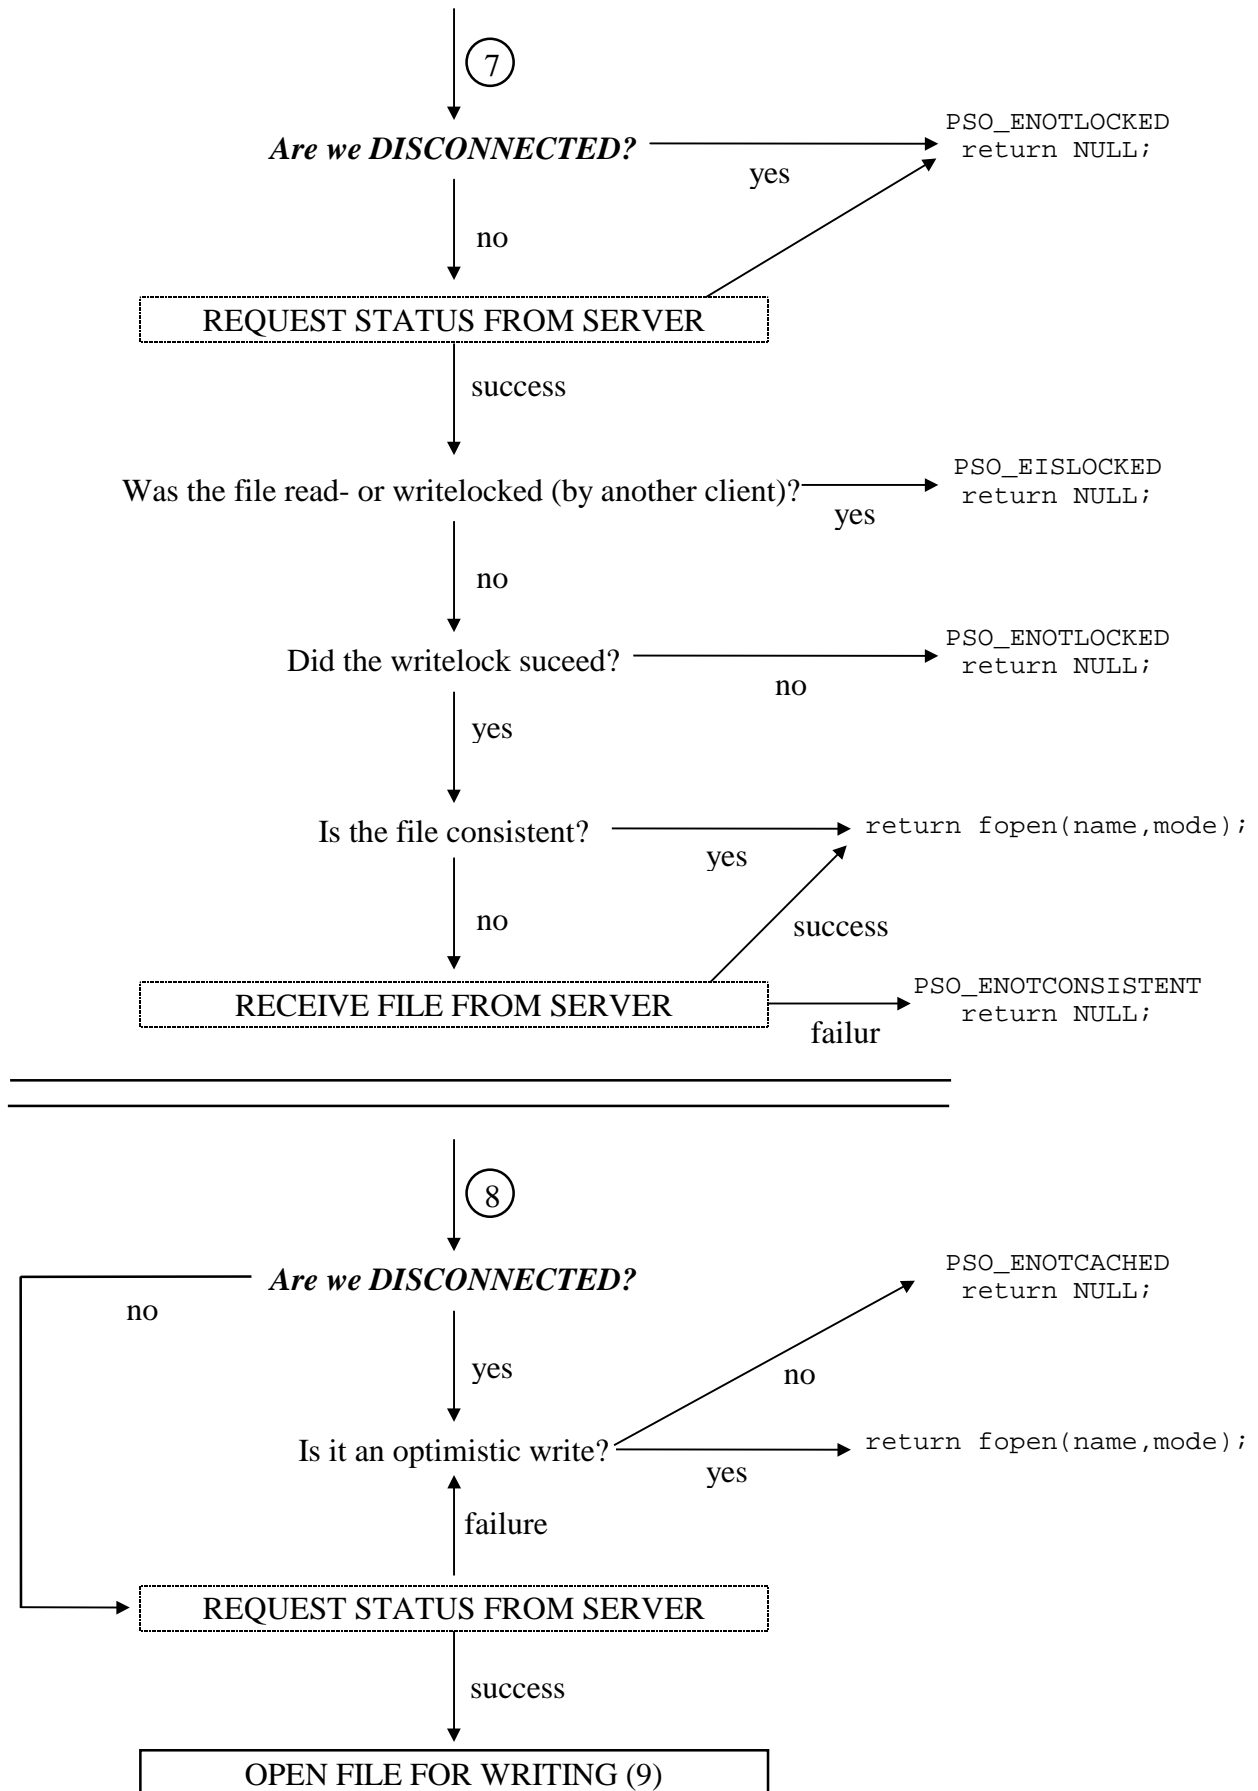 7
Are we DISCONNECTED?
yes
PSO_ENOTLOCKED
return NULL;
no
REQUEST STATUS FROM SERVER
success
Was the file read- or writelocked (by another client)?
yes
PSO_EISLOCKED
return NULL;
no
Did the writelock suceed?
no
PSO_ENOTLOCKED
return NULL;
yes
Is the file consistent?
yes
return fopen(name,mode);
no
success
RECEIVE FILE FROM SERVER
failur
PSO_ENOTCONSISTENT
return NULL;
8
Are we DISCONNECTED?
no
PSO_ENOTCACHED
return NULL;
yes
no
Is it an optimistic write?
yes
return fopen(name,mode);
failure
REQUEST STATUS FROM SERVER
success
OPEN FILE FOR WRITING (9)